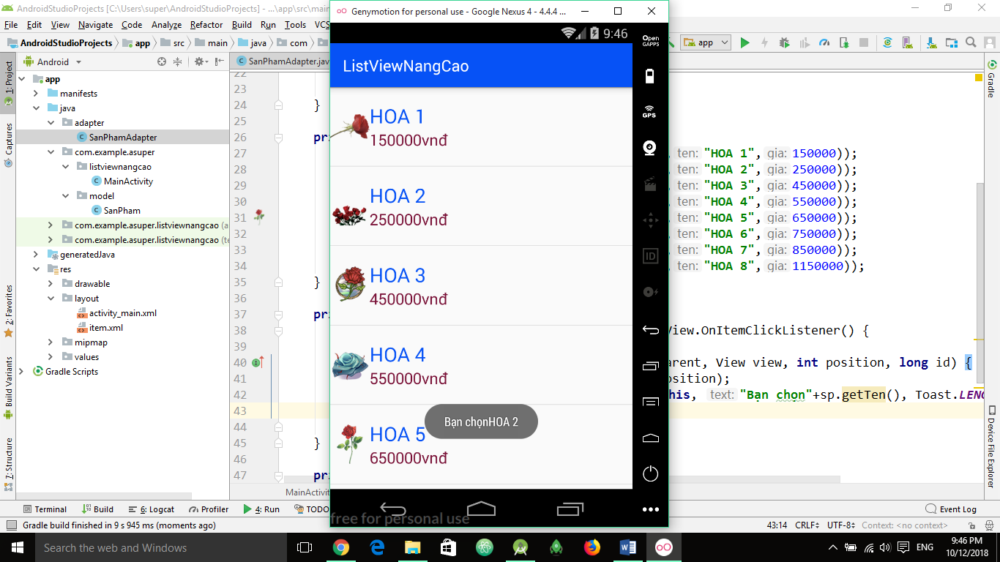 AndroidStudioProjects [C:\Users\super\AndroidStudioProjects] - ...\app\src\mai
Genymotion for personal use - Google Nexus 4 - 4.4.4 ...
File Edit View Navigate Code Analyze Refactor Build Run Tools VCS
AndroidStudioProjects app src main java com
app
Android
SanPhamAdapter.jav
1: Project
Captures
2: Favorites
Build Variants
7: Structure
app
manifests
java
adapter
SanPhamAdapter
com.example.asuper
listviewnangcao
MainActivity
model
SanPham
com.example.asuper.listviewnangcao (a
com.example.asuper.listviewnangcao (te
generatedJava
res
drawable
layout
activity_main.xml
item.xml
mipmap
values
Gradle Scripts
22
23
24 }
25
26 pr
27
28
29
30
31
32
33
34
35 }
36
37 pr
38
39
40
41
42
43
44
45 }
46
47 pr
MainActivit
9:46
ListViewNangCao
HOA 1
150000vnđ
HOA 2
250000vnđ
HOA 3
450000vnđ
HOA 4
550000vnđ
HOA 5
650000vnđ
Bạn chọnHOA 2
free for personal use
Open
GAPPS
GPS
ID
ten: "HOA 1", gia: 150000));
ten: "HOA 2", gia: 250000));
ten: "HOA 3", gia: 450000));
ten: "HOA 4", gia: 550000));
ten: "HOA 5", gia: 650000));
ten: "HOA 6", gia: 750000));
ten: "HOA 7", gia: 850000));
ten: "HOA 8", gia: 1150000));
View.OnItemClickListener() {
arent, View view, int position, long id) {
osition);
his, text: "Bạn chọn"+sp.getTen(), Toast.LENG
Gradle
Device File Explorer
Terminal Build 6: Logcat Profiler 4: Run TODO
Event Log
Gradle build finished in 9 s 945 ms (moments ago)
43:14 CRLF UTF-8 Context: <no context>
Search the web and Windows
ENG
9:46 PM
10/12/2018